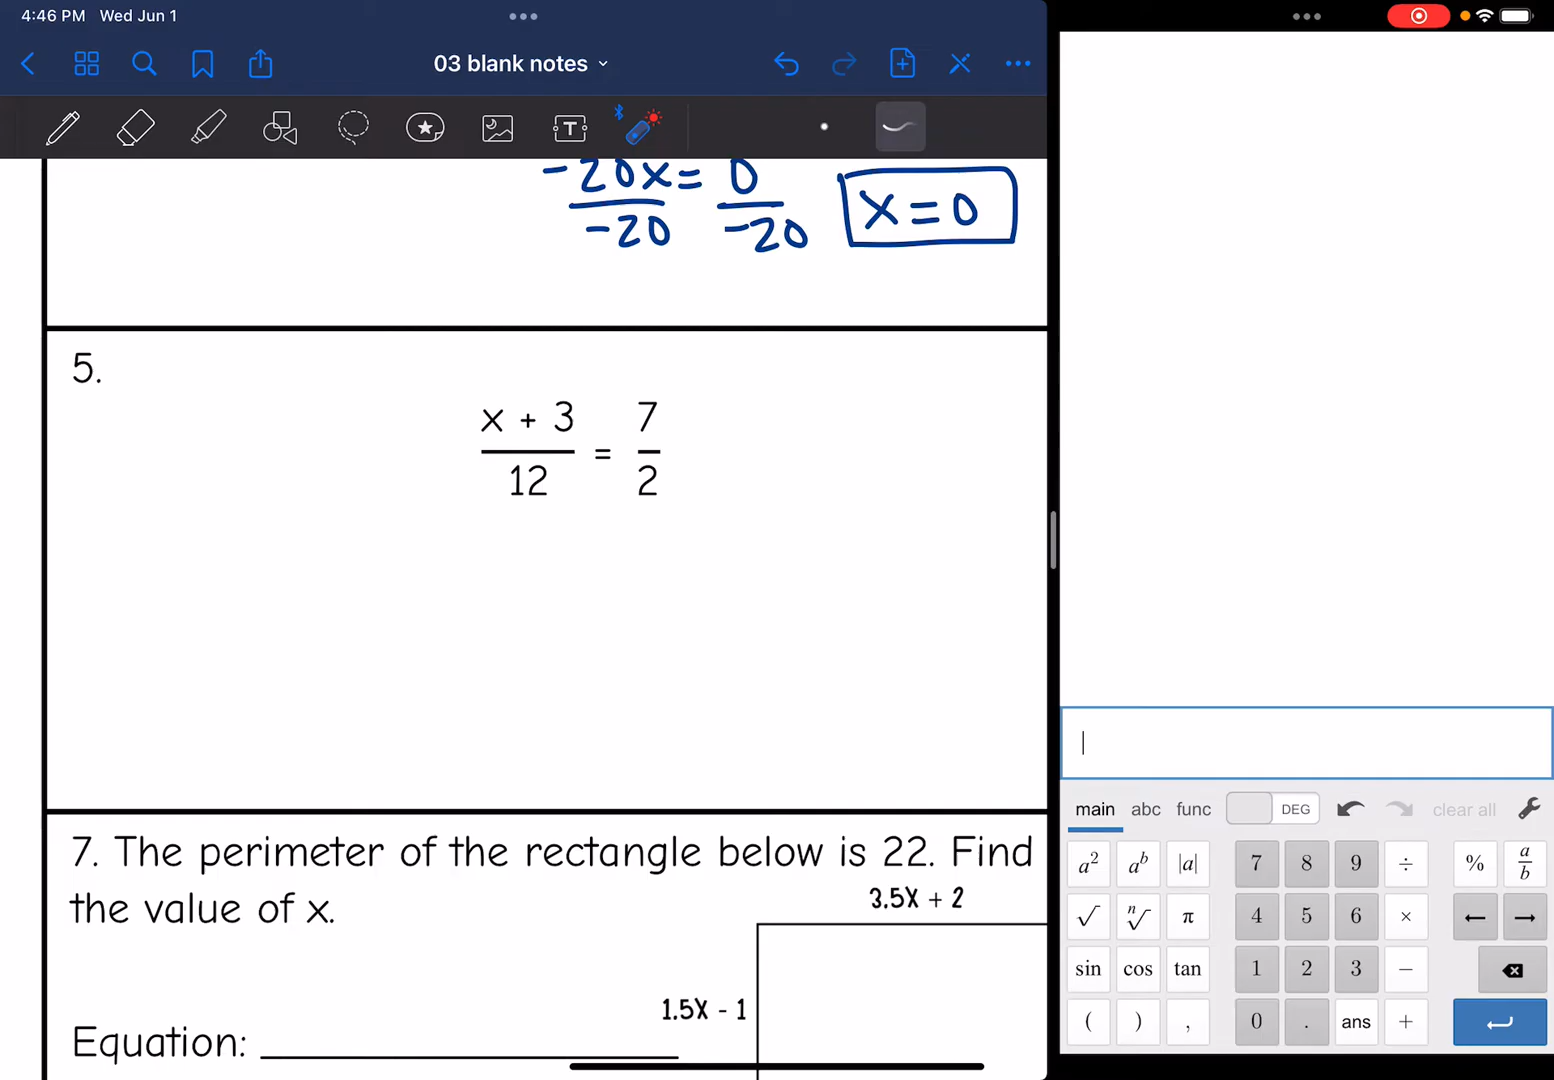 4:46 PM Wed Jun 1
03 blank notes
T
-20x = 0
-20 -20
x = 0
5.
x + 3 = 7
12 2
7. The perimeter of the rectangle below is 22. Find
the value of x.
3.5X + 2
1.5X - 1
Equation: ____________________
main abc func DEG clear all
a² aᵇ |a| 7 8 9 ÷ % a/b
√ ⁿ√ π 4 5 6 × ← →
sin cos tan 1 2 3 −
( ) , 0 . ans +